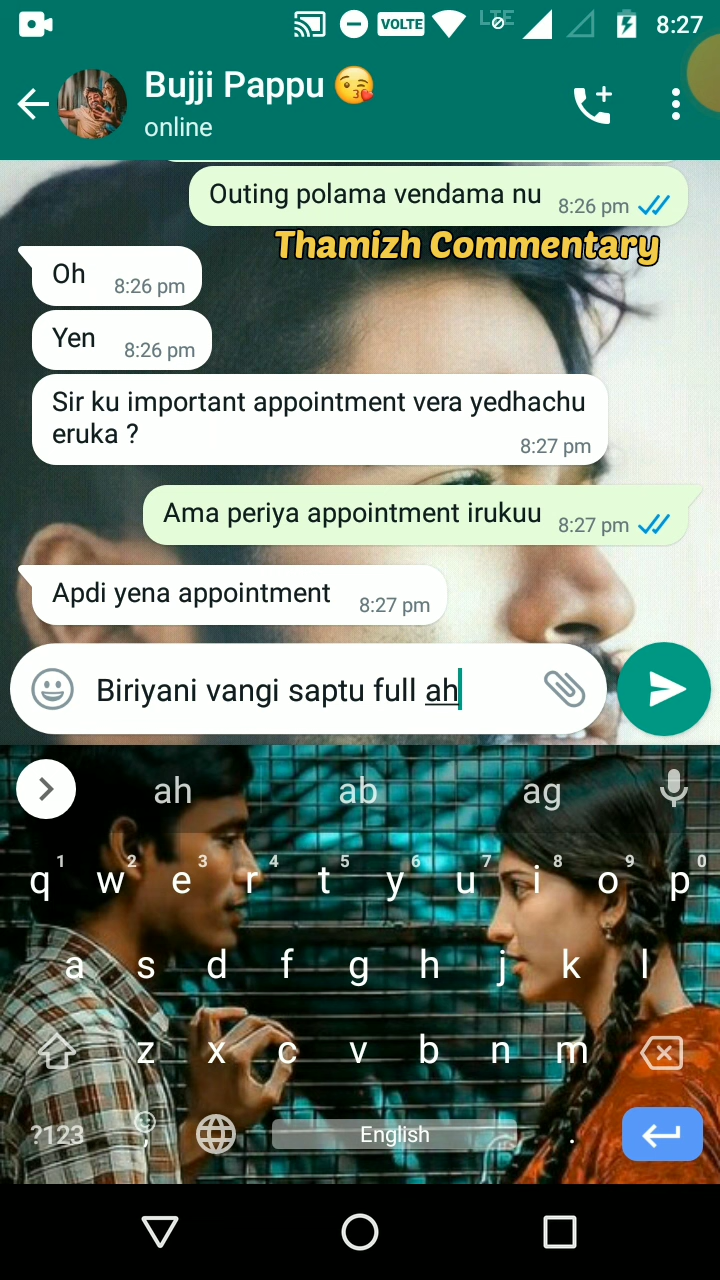 VOLTE LTE 8:27
Bujji Pappu 😘
online
Outing polama vendama nu 8:26 pm
Thamizh Commentary
Oh 8:26 pm
Yen 8:26 pm
Sir ku important appointment vera yedhachu
eruka ? 8:27 pm
Ama periya appointment irukuu 8:27 pm
Apdi yena appointment 8:27 pm
Biriyani vangi saptu full ah
ah ab ag
1 2 3 4 5 6 7 8 9 0
q w e r t y u i o p
a s d f g h j k l
z x c v b n m
?123 , English .